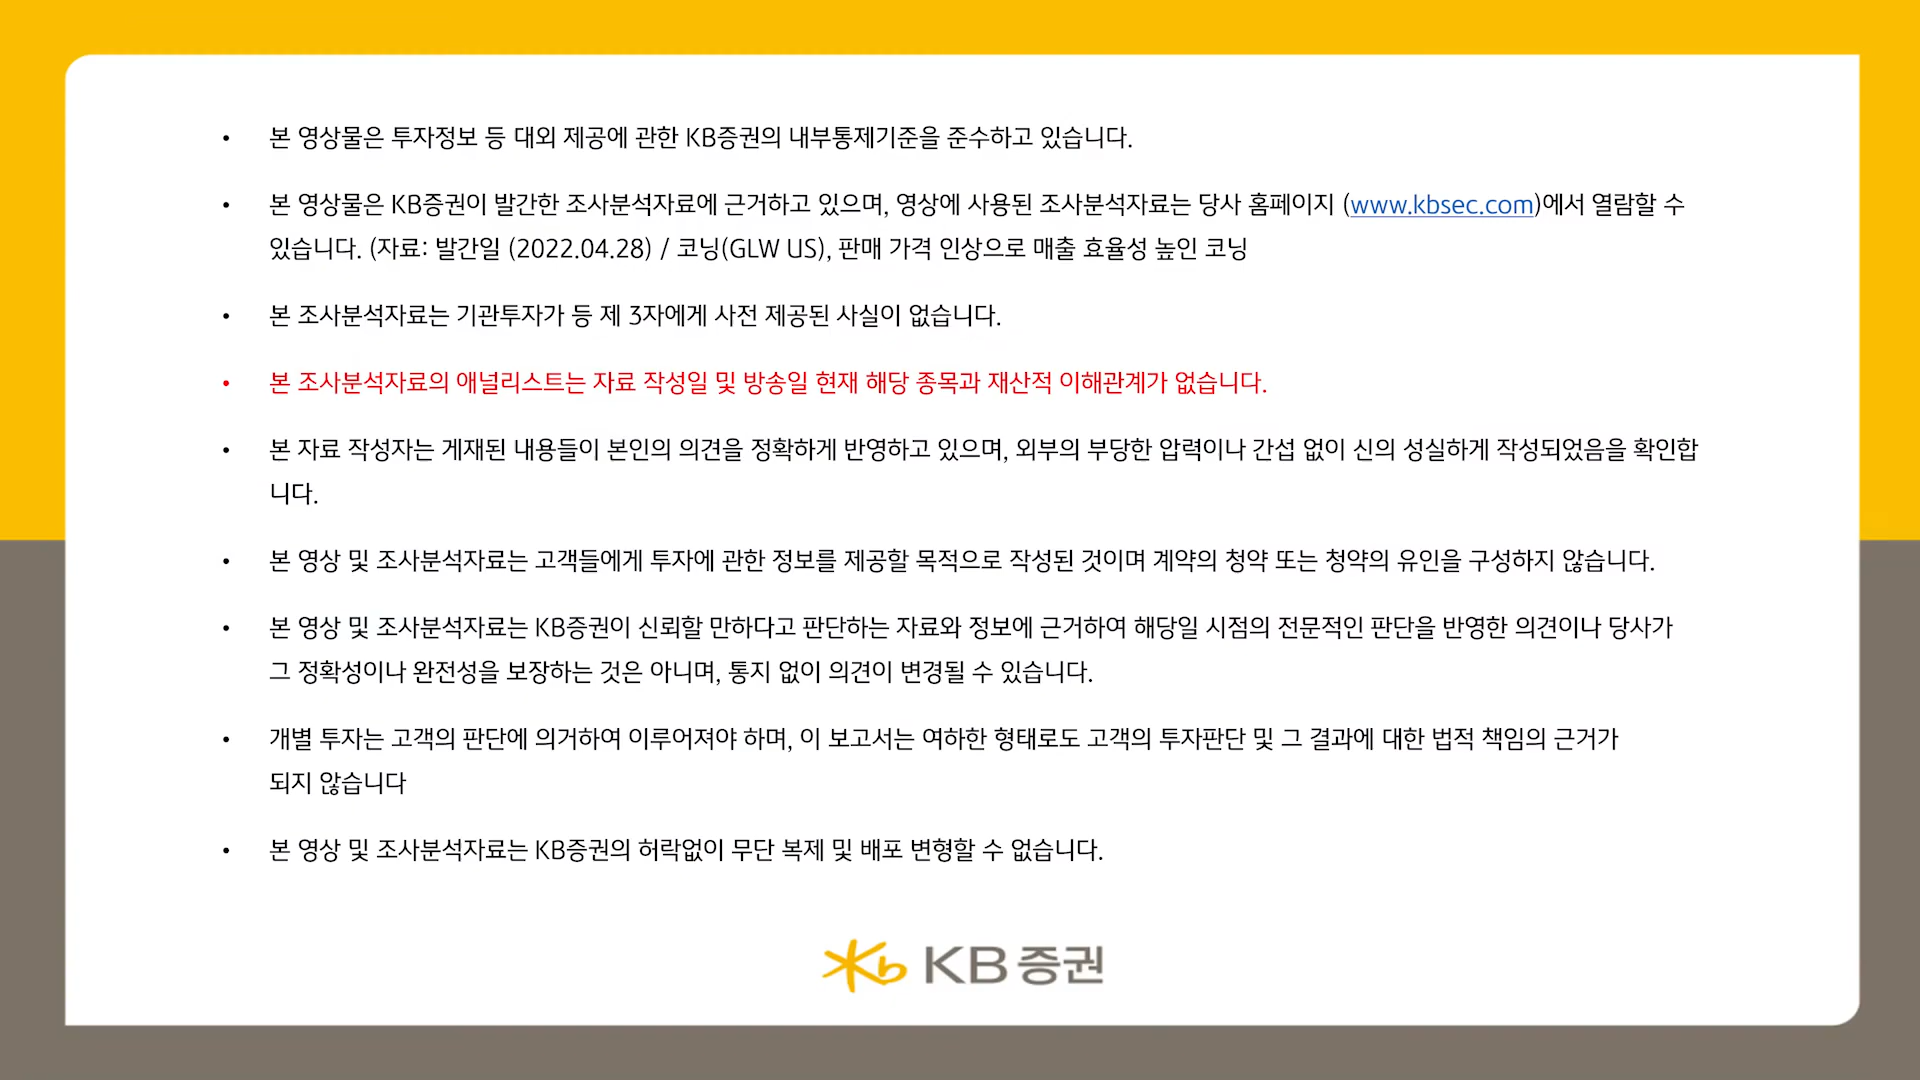 • 본 영상물은 투자정보 등 대외 제공에 관한 KB증권의 내부통제기준을 준수하고 있습니다.
• 본 영상물은 KB증권이 발간한 조사분석자료에 근거하고 있으며, 영상에 사용된 조사분석자료는 당사 홈페이지 (www.kbsec.com)에서 열람할 수
있습니다. (자료: 발간일 (2022.04.28) / 코닝(GLW US), 판매 가격 인상으로 매출 효율성 높인 코닝
• 본 조사분석자료는 기관투자가 등 제 3자에게 사전 제공된 사실이 없습니다.
• 본 조사분석자료의 애널리스트는 자료 작성일 및 방송일 현재 해당 종목과 재산적 이해관계가 없습니다.
• 본 자료 작성자는 게재된 내용들이 본인의 의견을 정확하게 반영하고 있으며, 외부의 부당한 압력이나 간섭 없이 신의 성실하게 작성되었음을 확인합
니다.
• 본 영상 및 조사분석자료는 고객들에게 투자에 관한 정보를 제공할 목적으로 작성된 것이며 계약의 청약 또는 청약의 유인을 구성하지 않습니다.
• 본 영상 및 조사분석자료는 KB증권이 신뢰할 만하다고 판단하는 자료와 정보에 근거하여 해당일 시점의 전문적인 판단을 반영한 의견이나 당사가
그 정확성이나 완전성을 보장하는 것은 아니며, 통지 없이 의견이 변경될 수 있습니다.
• 개별 투자는 고객의 판단에 의거하여 이루어져야 하며, 이 보고서는 여하한 형태로도 고객의 투자판단 및 그 결과에 대한 법적 책임의 근거가
되지 않습니다
• 본 영상 및 조사분석자료는 KB증권의 허락없이 무단 복제 및 배포 변형할 수 없습니다.
KB 증권